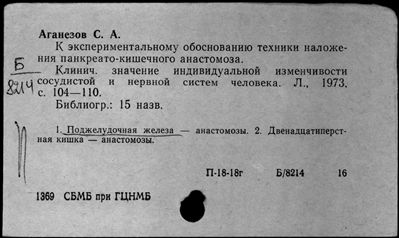 Аганезов С. А.
К экспериментальному обоснованию техники наложе-
ния панкреато-кишечного анастомоза.
Б
Клинич. значение индивидуальной изменчивости
8214
сосудистой и нервной систем человека. Л., 1973,
с. 104—110.
Библиогр.: 15 назв.
1. Поджелудочная железа — анастомозы. 2. Двенадцатиперст-
ная кишка — анастомозы.
П-18-18г Б/8214 16
1369 СБМБ при ГЦНМБ